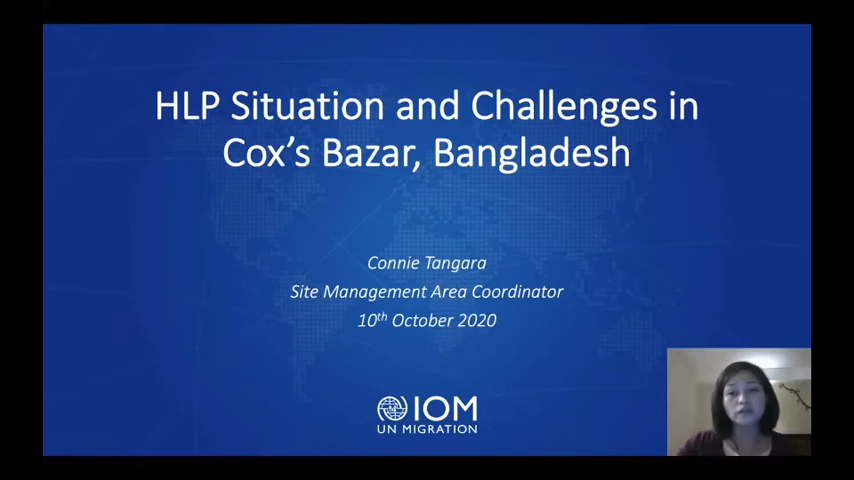 HLP Situation and Challenges in
Cox’s Bazar, Bangladesh
Connie Tangara
Site Management Area Coordinator
10th October 2020
IOM
UN MIGRATION